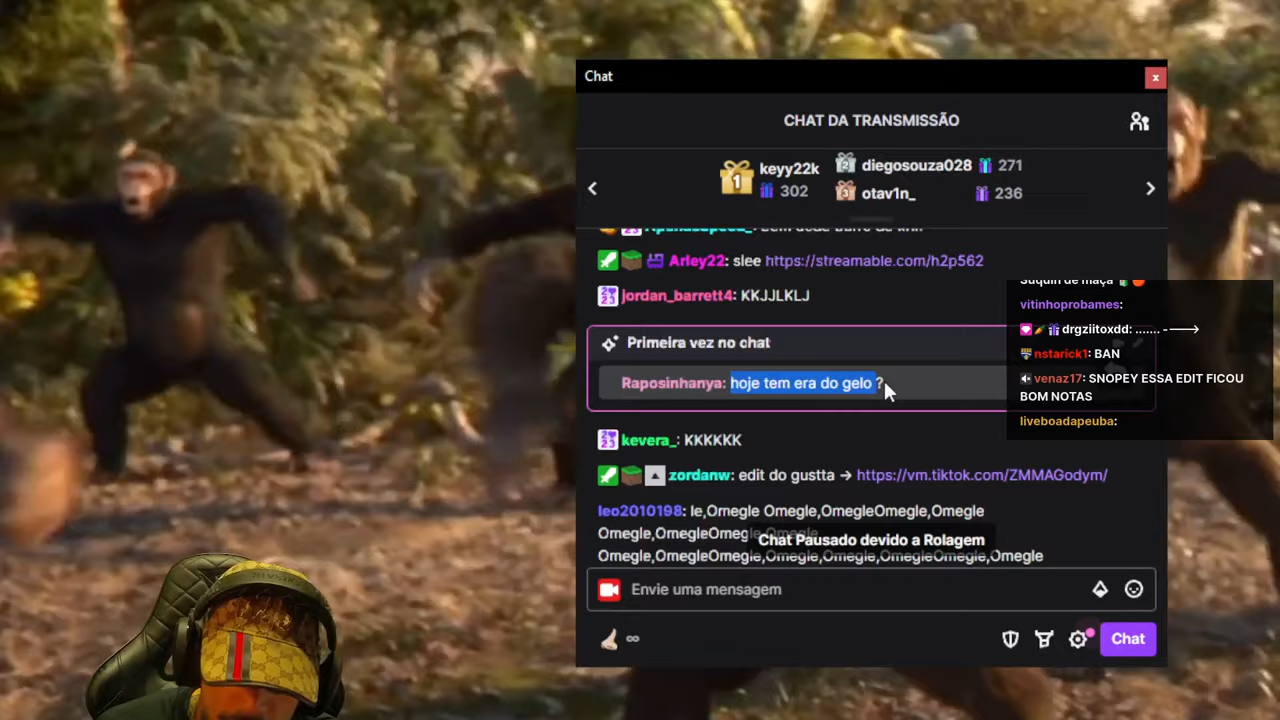 Chat
x
CHAT DA TRANSMISSÃO
1 keyy22k 302
2 diegosouza028 271
3 otav1n_ 236
Arley22: slee https://streamable.com/h2p562
jordan_barrett4: KKJJLKLJ
Primeira vez no chat
Raposinhanya: hoje tem era do gelo ?
kevera_: KKKKKK
zordanw: edit do gustta → https://vm.tiktok.com/ZMMAGodym/
leo2010198: le,Omegle Omegle,OmegleOmegle,Omegle
Omegle,OmegleOmegle
Chat Pausado devido a Rolagem
Omegle,OmegleOmegle,Omegle,Omegle,OmegleOmegle,Omegle
Envie uma mensagem
∞
Chat
Suquin de maça
vitinhoprobames:
drgziitoxdd: ....... - --->
nstarick1: BAN
venaz17: SNOPEY ESSA EDIT FICOU
BOM NOTAS
liveboadapeuba: